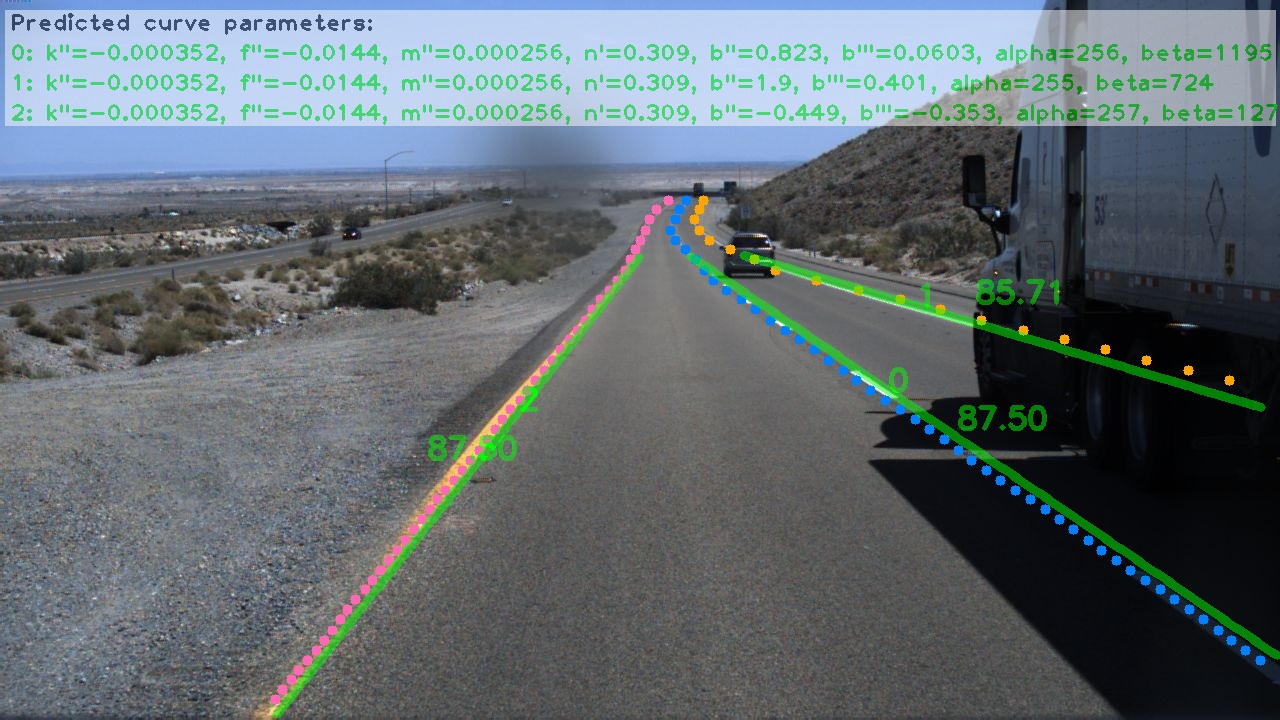 Predicted curve parameters:
0: k''=-0.000352, f''=-0.0144, m''=0.000256, n'=0.309, b''=0.823, b'''=0.0603, alpha=256, beta=1195
1: k''=-0.000352, f''=-0.0144, m''=0.000256, n'=0.309, b''=1.9, b'''=0.401, alpha=255, beta=724
2: k''=-0.000352, f''=-0.0144, m''=0.000256, n'=0.309, b''=-0.449, b'''=-0.353, alpha=257, beta=127
1
85.71
0
87.50
2
87.50